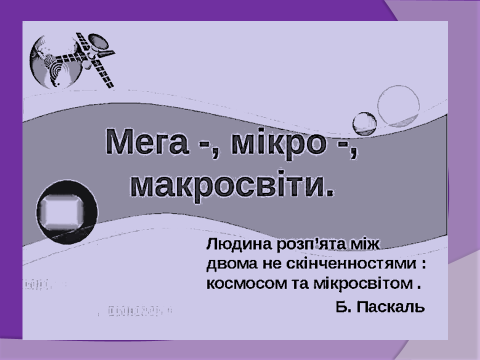 Мега -, мікро -,
макросвіти.
Людина розп’ята між
двома не скінченностями :
космосом та мікросвітом .
Б. Паскаль